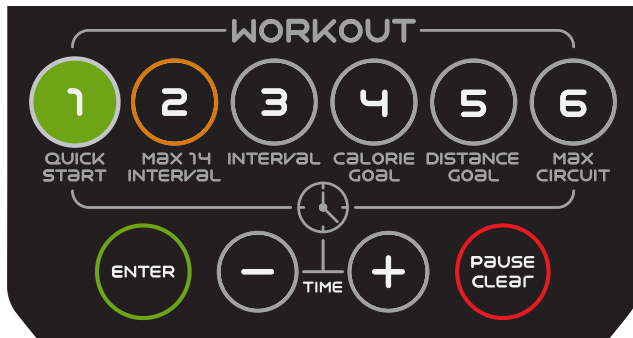 WORKOUT
1 2 3 4 5 6
QUICK START
MAX 14 INTERVAL
INTERVAL
CALORIE GOAL
DISTANCE GOAL
MAX CIRCUIT
ENTER
−
TIME
+
PAUSE CLEAR